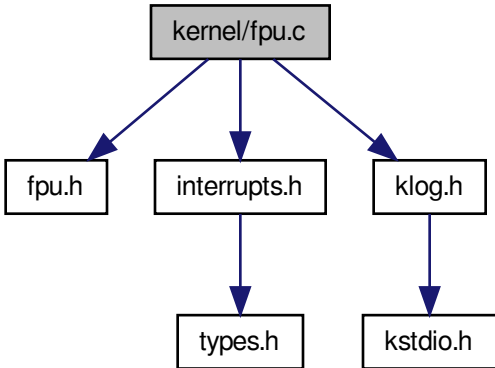 kernel/fpu.c
fpu.h
interrupts.h
klog.h
types.h
kstdio.h